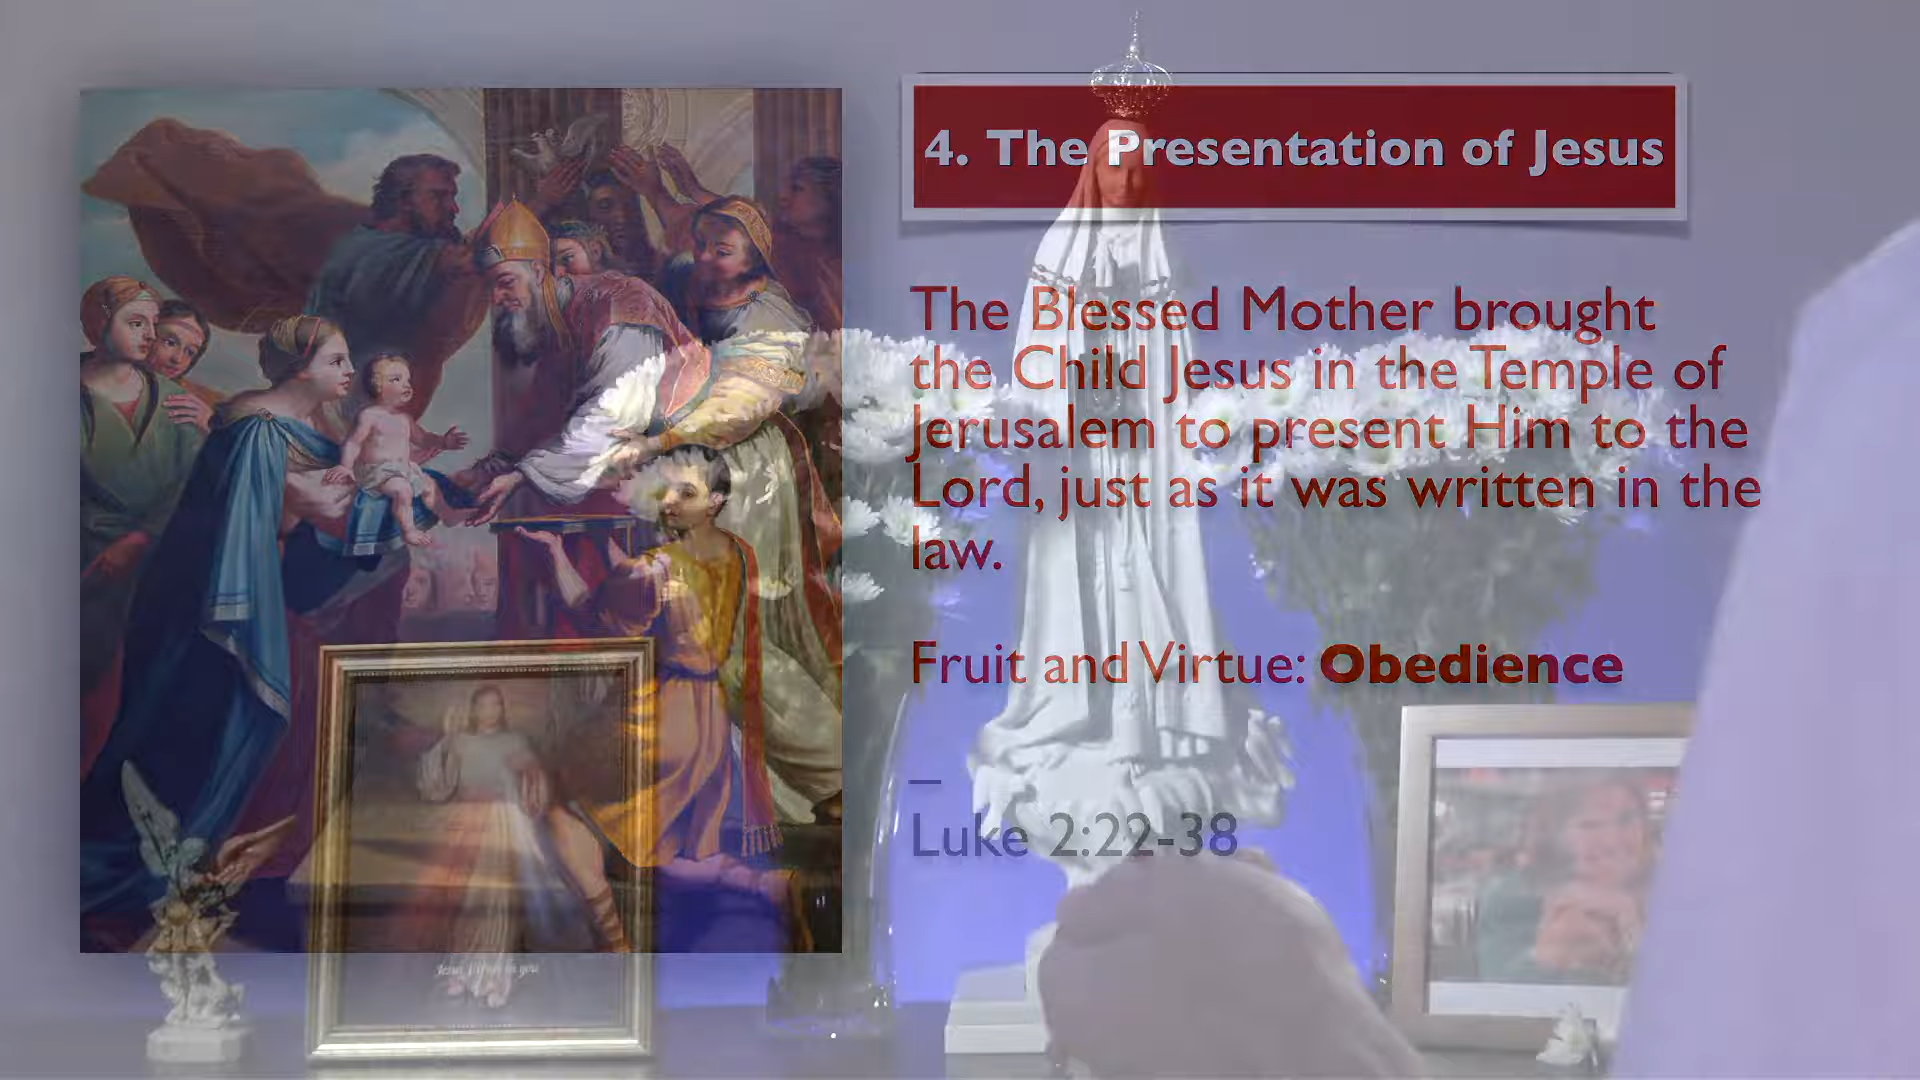 4. The Presentation of Jesus
The Blessed Mother brought
the Child Jesus in the Temple of
Jerusalem to present Him to the
Lord, just as it was written in the
law.
Fruit and Virtue: Obedience
–
Luke 2:22-38